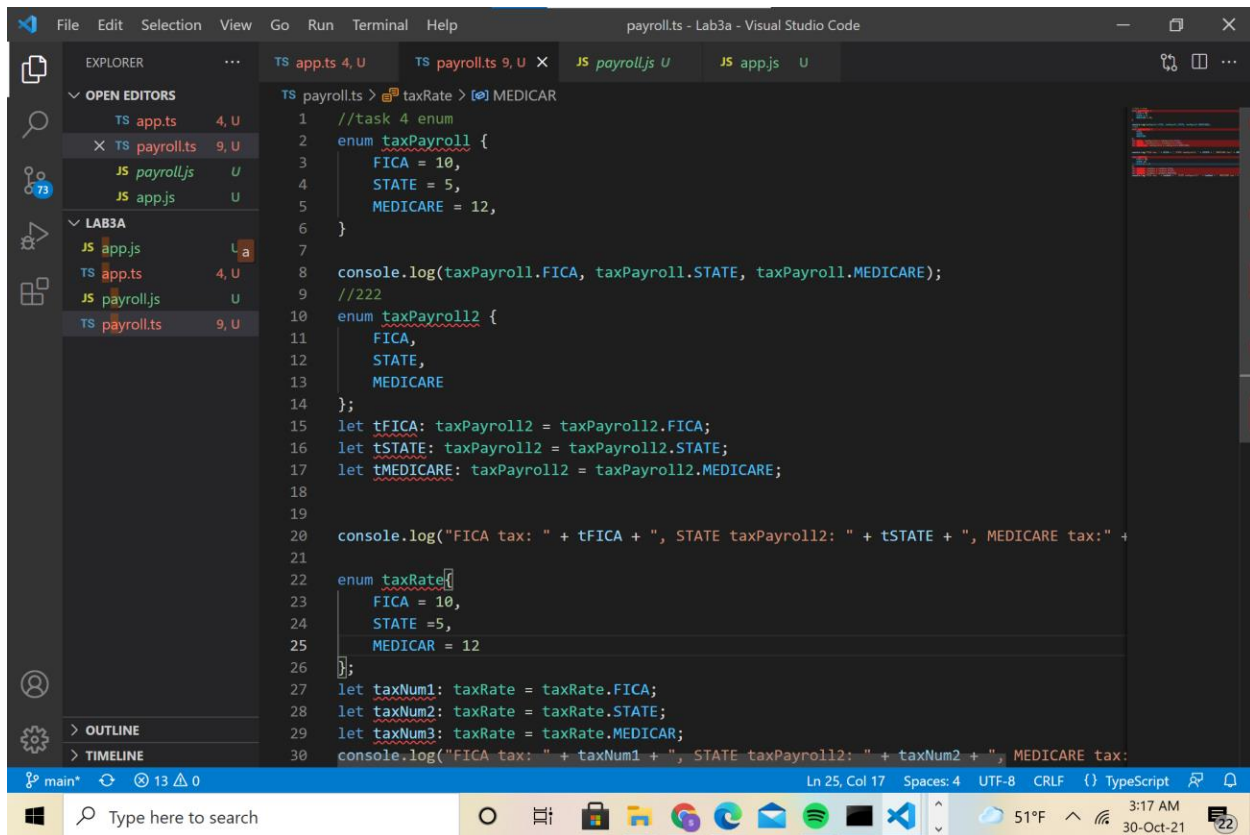 File Edit Selection View Go Run Terminal Help payroll.ts - Lab3a - Visual Studio Code
EXPLORER ...
TS app.ts 4, U TS payroll.ts 9, U JS payroll.js U JS app.js U ...
OPEN EDITORS
TS app.ts 4, U
TS payroll.ts 9, U
JS payroll.js U
JS app.js U
LAB3A
JS app.js U a
TS app.ts 4, U
JS payroll.js U
TS payroll.ts 9, U
OUTLINE
TIMELINE
73
TS payroll.ts > taxRate > MEDICAR
1 //task 4 enum
2 enum taxPayroll {
3 FICA = 10,
4 STATE = 5,
5 MEDICARE = 12,
6 }
7
8 console.log(taxPayroll.FICA, taxPayroll.STATE, taxPayroll.MEDICARE);
9 //222
10 enum taxPayroll2 {
11 FICA,
12 STATE,
13 MEDICARE
14 };
15 let tFICA: taxPayroll2 = taxPayroll2.FICA;
16 let tSTATE: taxPayroll2 = taxPayroll2.STATE;
17 let tMEDICARE: taxPayroll2 = taxPayroll2.MEDICARE;
18
19
20 console.log("FICA tax: " + tFICA + ", STATE taxPayroll2: " + tSTATE + ", MEDICARE tax:" +
21
22 enum taxRate{
23 FICA = 10,
24 STATE =5,
25 MEDICAR = 12
26 };
27 let taxNum1: taxRate = taxRate.FICA;
28 let taxNum2: taxRate = taxRate.STATE;
29 let taxNum3: taxRate = taxRate.MEDICAR;
30 console.log("FICA tax: " + taxNum1 + ", STATE taxPayroll2: " + taxNum2 + ", MEDICARE tax:
main* 13 0 Ln 25, Col 17 Spaces: 4 UTF-8 CRLF {} TypeScript
Type here to search 51°F 3:17 AM
30-Oct-21 22